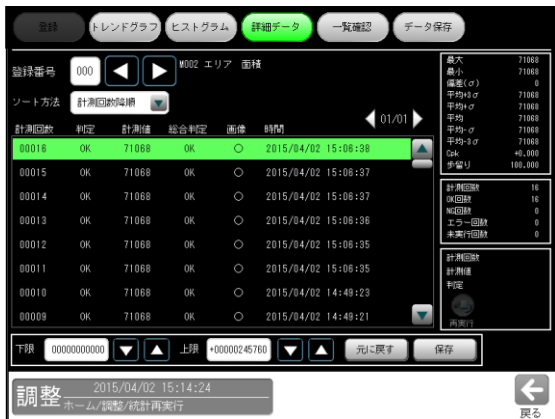 登録 トレンドグラフ ヒストグラム 詳細データ 一覧確認 データ保存
登録番号 000 M002 エリア 面積
ソート方法 計測回数降順
01/01
計測回数 判定 計測値 総合判定 画像 時間
00016 OK 71068 OK ○ 2015/04/02 15:06:38
00015 OK 71068 OK ○ 2015/04/02 15:06:37
00014 OK 71068 OK ○ 2015/04/02 15:06:37
00013 OK 71068 OK ○ 2015/04/02 15:06:36
00012 OK 71068 OK ○ 2015/04/02 15:06:35
00011 OK 71068 OK ○ 2015/04/02 15:06:35
00010 OK 71068 OK ○ 2015/04/02 14:49:23
00009 OK 71068 OK ○ 2015/04/02 14:49:21
最大 71068
最小 71068
偏差(σ) 0
平均+3σ 71068
平均+σ 71068
平均 71068
平均-σ 71068
平均-3σ 71068
Cpk +0.000
歩留り 100.000
計測回数 16
OK回数 16
NG回数 0
エラー回数 0
未実行回数 0
計測回数
計測値
判定
再実行
下限 00000000000 上限 +00000245760 元に戻す 保存
調整 2015/04/02 15:14:24
ホーム/調整/統計再実行
戻る